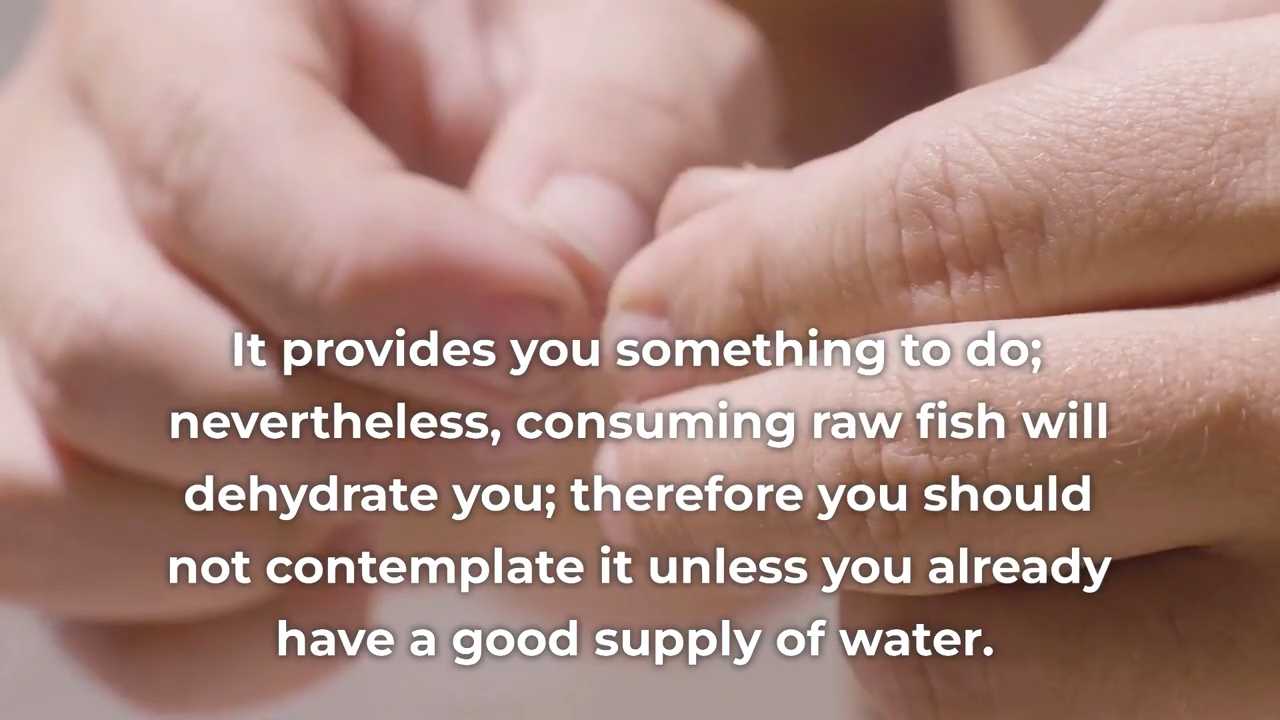 It provides you something to do;
nevertheless, consuming raw fish will
dehydrate you; therefore you should
not contemplate it unless you already
have a good supply of water.